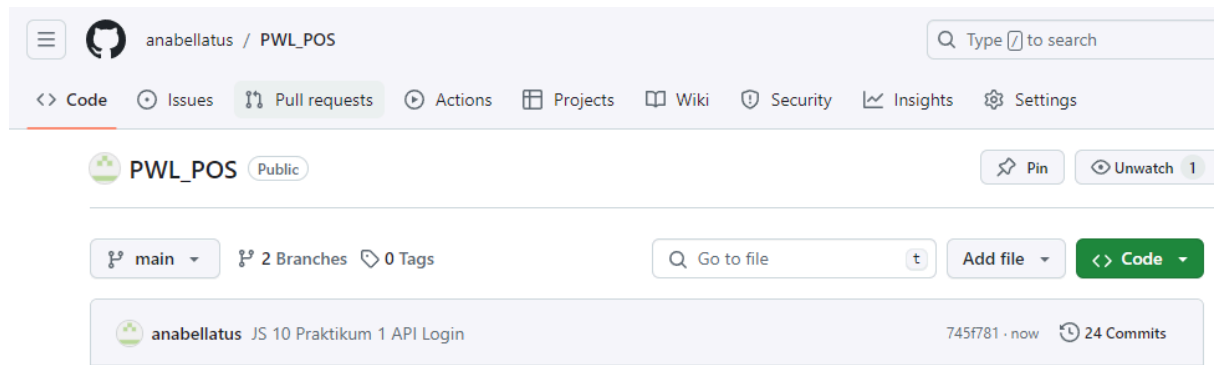 anabellatus / PWL_POS Type / to search
<> Code Issues Pull requests Actions Projects Wiki Security Insights Settings
PWL_POS Public Pin Unwatch 1
main 2 Branches 0 Tags Go to file t Add file <> Code
anabellatus JS 10 Praktikum 1 API Login 745f781 · now 24 Commits